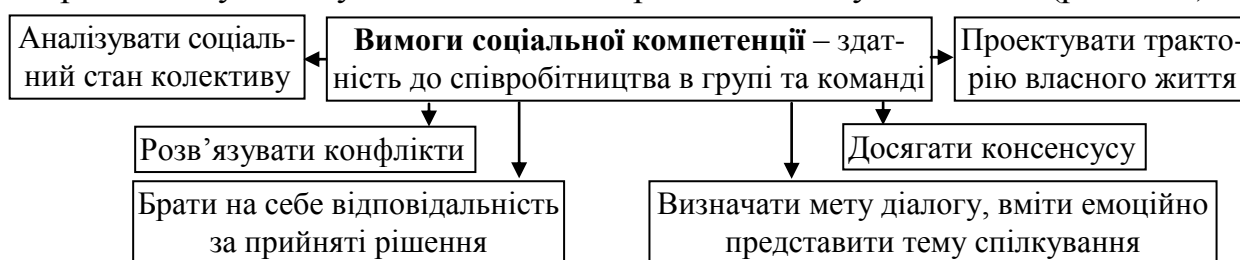 Аналізувати соціаль-
ний стан колективу
Вимоги соціальної компетенції – здат-
ність до співробітництва в групі та команді
Проектувати тракто-
рію власного життя
Розв’язувати конфлікти
Досягати консенсусу
Брати на себе відповідальність
за прийняті рішення
Визначати мету діалогу, вміти емоційно
представити тему спілкування